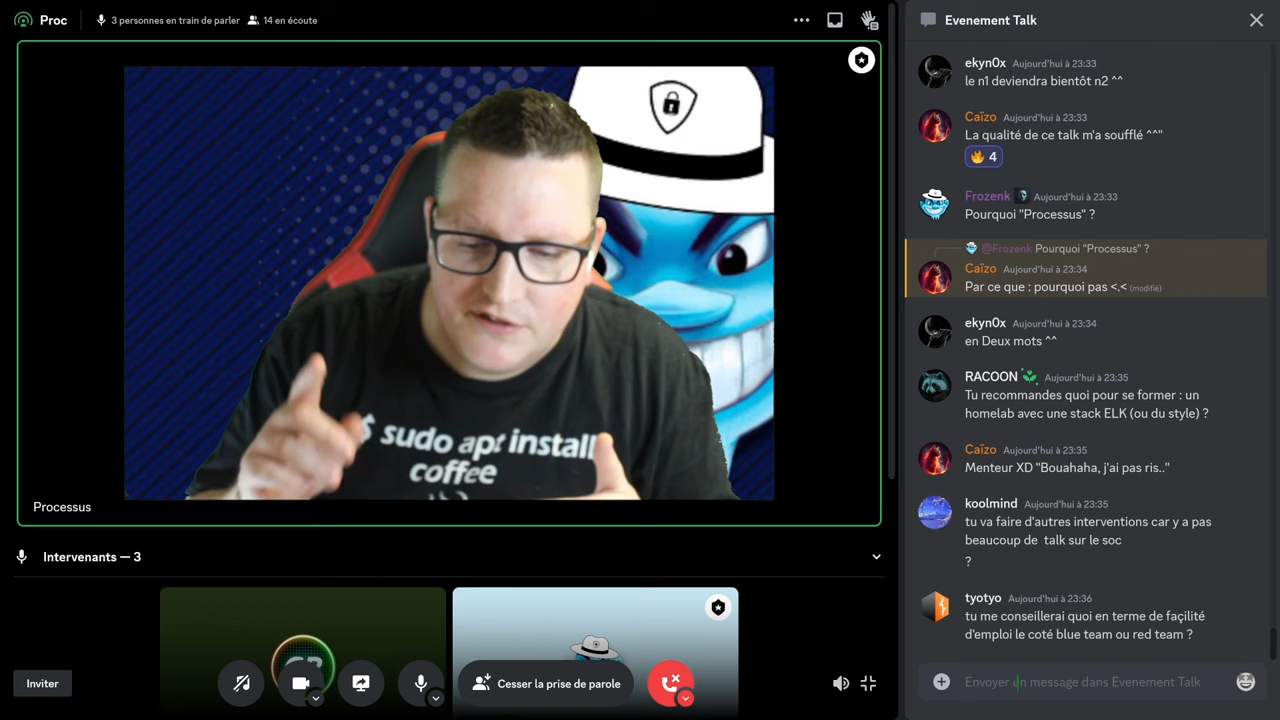 Proc
3 personnes en train de parler
14 en écoute
$ sudo apt install
coffee
Processus
Intervenants — 3
Cesser la prise de parole
Inviter
Evenement Talk
ekyn0x Aujourd'hui à 23:33
le n1 deviendra bientôt n2 ^^
Caïzo Aujourd'hui à 23:33
La qualité de ce talk m'a soufflé ^^"
🔥 4
Frozenk Aujourd'hui à 23:33
Pourquoi "Processus" ?
@Frozenk Pourquoi "Processus" ?
Caïzo Aujourd'hui à 23:34
Par ce que : pourquoi pas <.< (modifié)
ekyn0x Aujourd'hui à 23:34
en Deux mots ^^
RACOON Aujourd'hui à 23:35
Tu recommandes quoi pour se former : un
homelab avec une stack ELK (ou du style) ?
Caïzo Aujourd'hui à 23:35
Menteur XD "Bouahaha, j'ai pas ris.."
koolmind Aujourd'hui à 23:35
tu va faire d'autres interventions car y a pas
beaucoup de talk sur le soc
?
tyotyo Aujourd'hui à 23:36
tu me conseillerai quoi en terme de façilité
d'emploi le coté blue team ou red team ?
Envoyer un message dans Evenement Talk